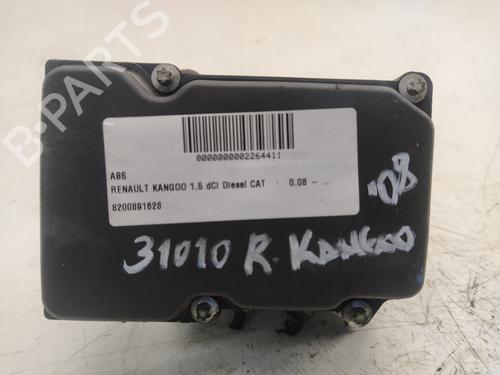 B-PARTS
0000000002264411
ABS
RENAULT KANGOO 1.5 dCi Diesel CAT 0.08 - ...
8200891628
'08
31010 R. KANGOO